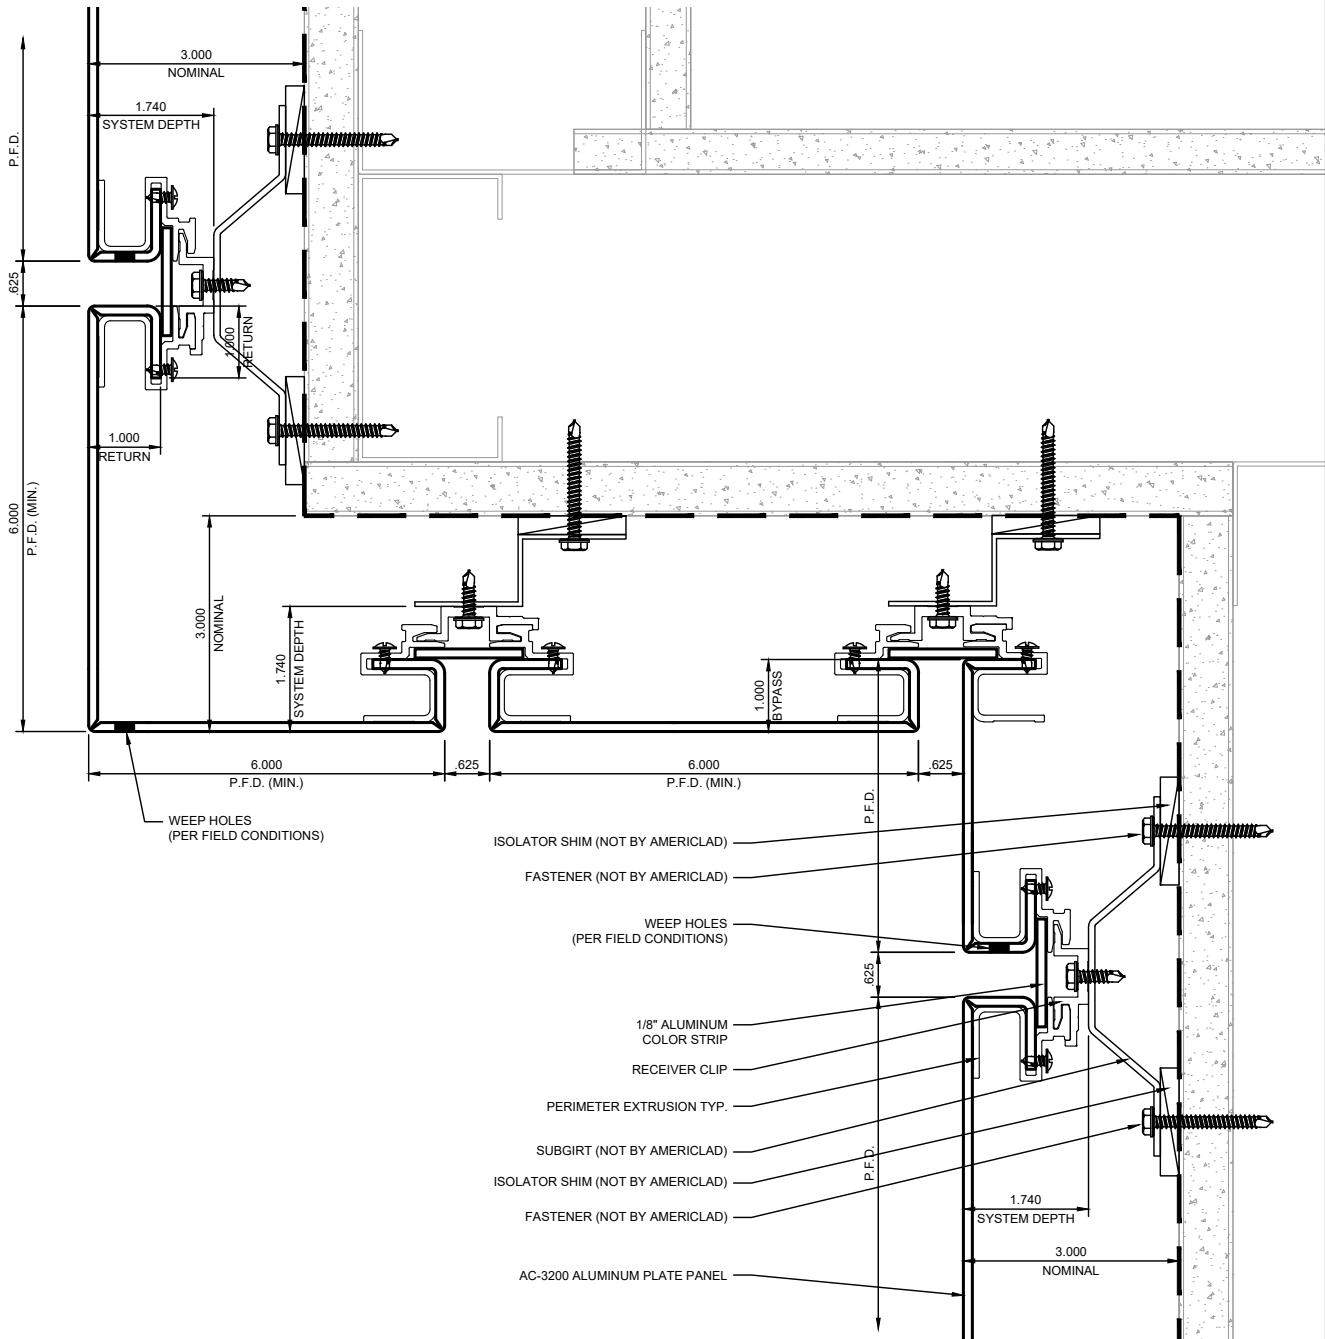 3.000
NOMINAL
1.740
SYSTEM DEPTH
P.F.D.
.625
1.000
RETURN
1.000
RETURN
6.000
P.F.D. (MIN.)
3.000
NOMINAL
1.740
SYSTEM DEPTH
1.000
BYPASS
6.000
P.F.D. (MIN.)
.625
6.000
P.F.D. (MIN.)
.625
P.F.D.
WEEP HOLES
(PER FIELD CONDITIONS)
ISOLATOR SHIM (NOT BY AMERICLAD)
FASTENER (NOT BY AMERICLAD)
WEEP HOLES
(PER FIELD CONDITIONS)
.625
1/8" ALUMINUM
COLOR STRIP
RECEIVER CLIP
PERIMETER EXTRUSION TYP.
SUBGIRT (NOT BY AMERICLAD)
P.F.D.
ISOLATOR SHIM (NOT BY AMERICLAD)
FASTENER (NOT BY AMERICLAD)
1.740
SYSTEM DEPTH
3.000
NOMINAL
AC-3200 ALUMINUM PLATE PANEL